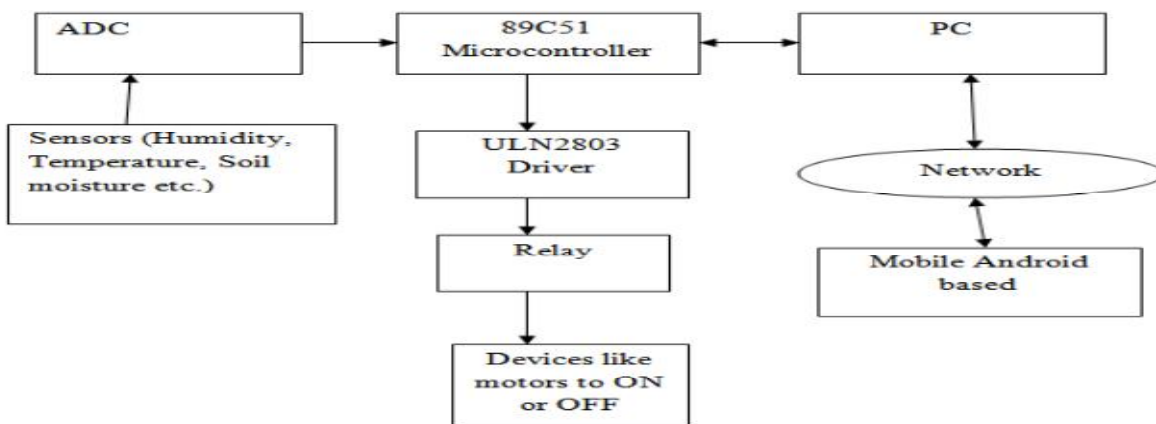 ADC
89C51
Microcontroller
PC
Sensors (Humidity,
Temperature, Soil
moisture etc.)
ULN2803
Driver
Network
Relay
Mobile Android
based
Devices like
motors to ON
or OFF